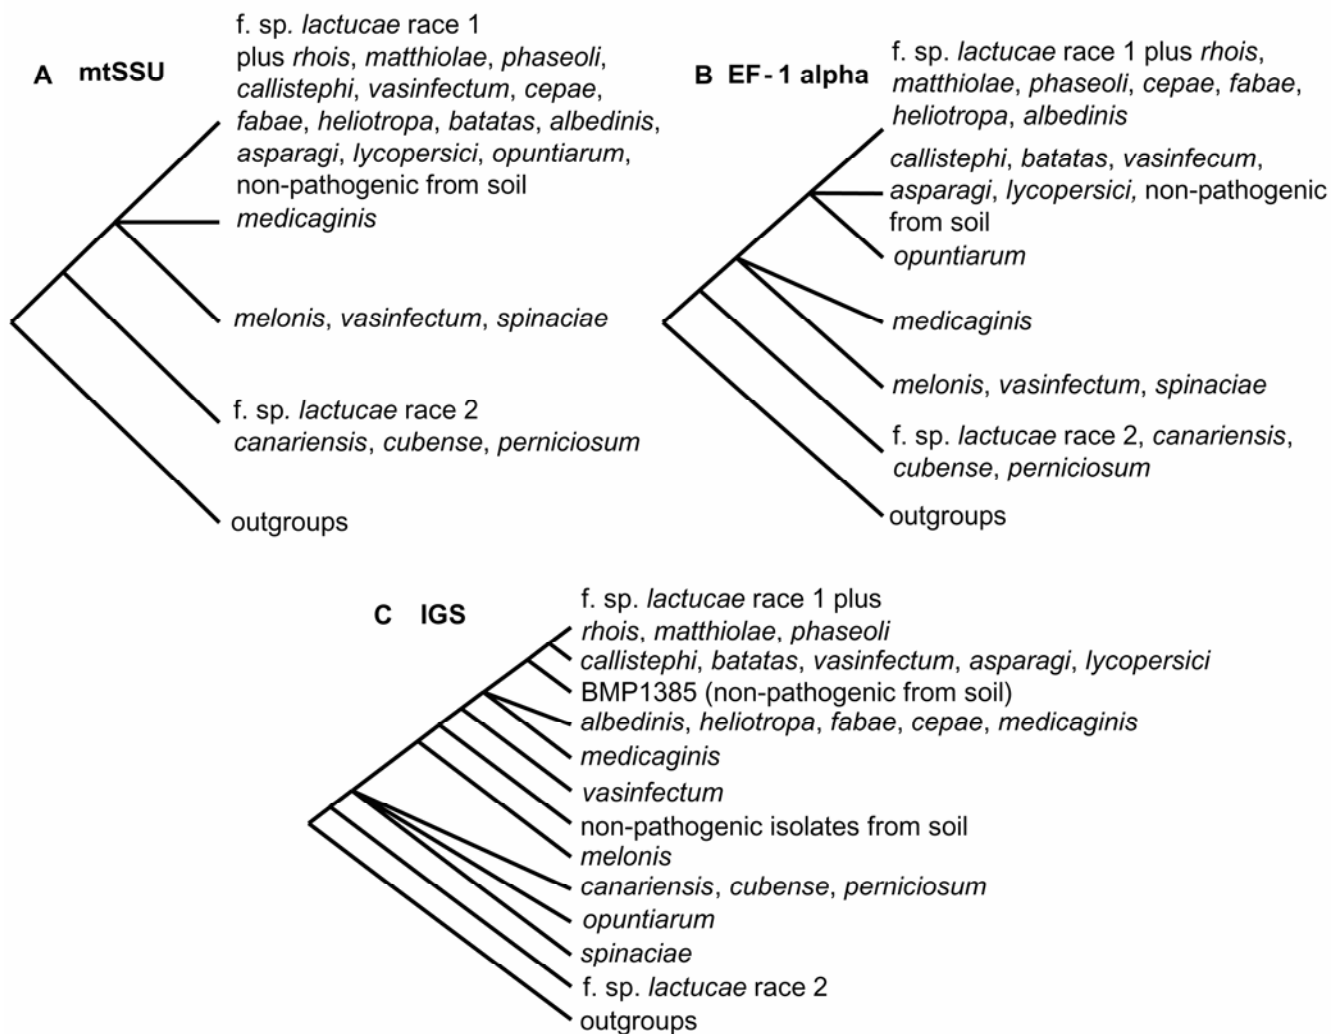 A mtSSU
f. sp. lactucae race 1
plus rhois, matthiolae, phaseoli,
callistephi, vasinfectum, cepae,
fabae, heliotropa, batatas, albedinis,
asparagi, lycopersici, opuntiarum,
non-pathogenic from soil
medicaginis
melonis, vasinfectum, spinaciae
f. sp. lactucae race 2
canariensis, cubense, perniciosum
outgroups
B EF-1 alpha
f. sp. lactucae race 1 plus rhois,
matthiolae, phaseoli, cepae, fabae,
heliotropa, albedinis
callistephi, batatas, vasinfecum,
asparagi, lycopersici, non-pathogenic
from soil
opuntiarum
medicaginis
melonis, vasinfectum, spinaciae
f. sp. lactucae race 2, canariensis,
cubense, perniciosum
outgroups
C IGS
f. sp. lactucae race 1 plus
rhois, matthiolae, phaseoli
callistephi, batatas, vasinfectum, asparagi, lycopersici
BMP1385 (non-pathogenic from soil)
albedinis, heliotropa, fabae, cepae, medicaginis
medicaginis
vasinfectum
non-pathogenic isolates from soil
melonis
canariensis, cubense, perniciosum
opuntiarum
spinaciae
f. sp. lactucae race 2
outgroups